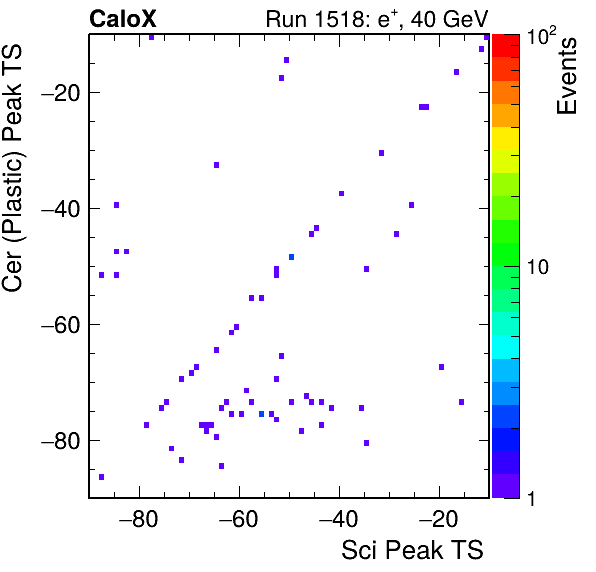 CaloX Run 1518: e+, 40 GeV
Cer (Plastic) Peak TS
−20
−40
−60
−80
−80 −60 −40 −20
Sci Peak TS
10²
10
1
Events